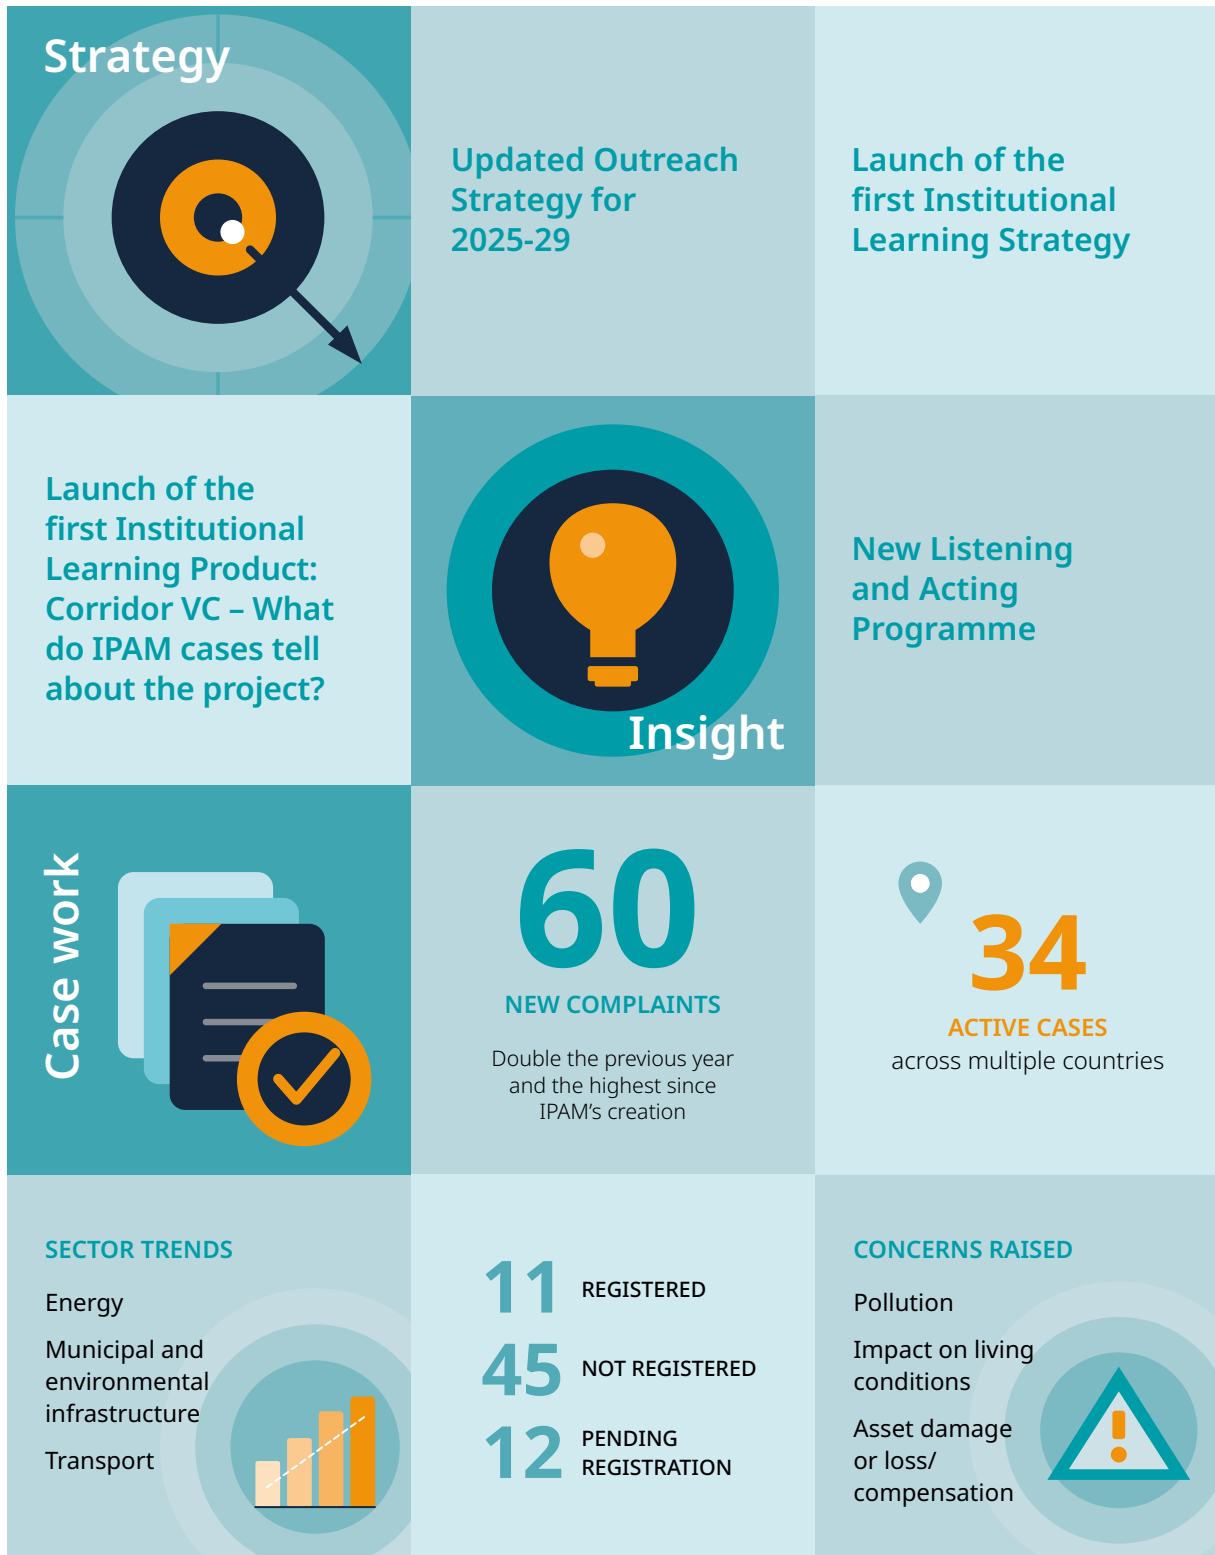 Strategy
Updated Outreach
Strategy for
2025-29
Launch of the
first Institutional
Learning Strategy
Launch of the
first Institutional
Learning Product:
Corridor VC – What
do IPAM cases tell
about the project?
Insight
New Listening
and Acting
Programme
Case work
60
NEW COMPLAINTS
Double the previous year
and the highest since
IPAM’s creation
34
ACTIVE CASES
across multiple countries
SECTOR TRENDS
Energy
Municipal and
environmental
infrastructure
Transport
11 REGISTERED
45 NOT REGISTERED
12 PENDING
REGISTRATION
CONCERNS RAISED
Pollution
Impact on living
conditions
Asset damage
or loss/
compensation